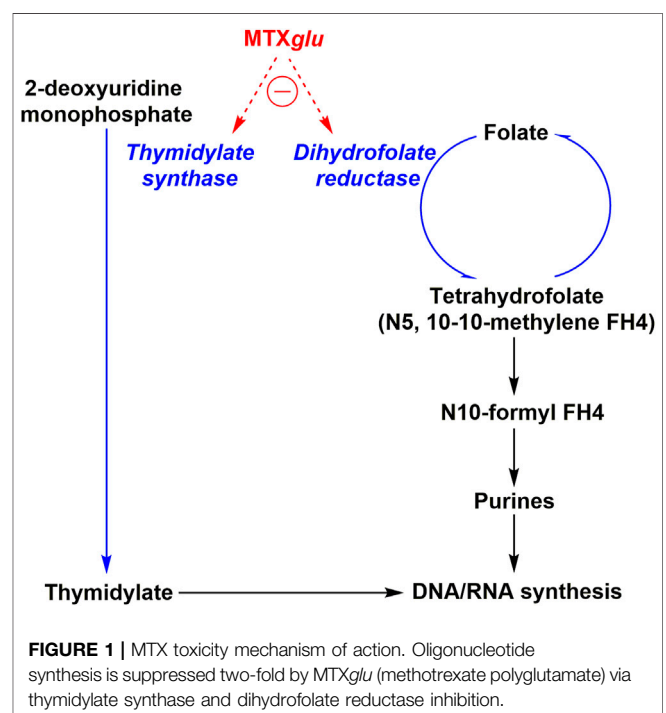 MTXglu
2-deoxyuridine
monophosphate
Thymidylate
synthase
Dihydrofolate
reductase
Folate
Tetrahydrofolate
(N5, 10-10-methylene FH4)
N10-formyl FH4
Purines
Thymidylate
DNA/RNA synthesis
FIGURE 1 | MTX toxicity mechanism of action. Oligonucleotide
synthesis is suppressed two-fold by MTXglu (methotrexate polyglutamate) via
thymidylate synthase and dihydrofolate reductase inhibition.